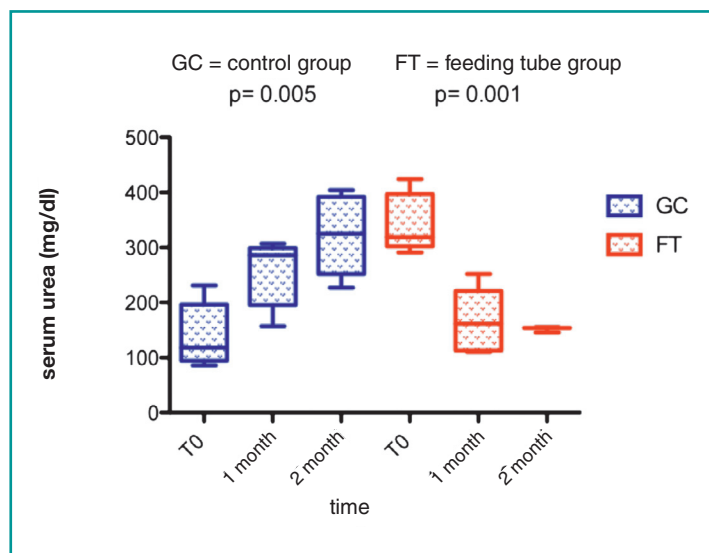 GC = control group FT = feeding tube group
p= 0.005 p= 0.001
500
400
300
200
100
0
serum urea (mg/dl)
GC
FT
T0 1 month 2 month T0 1 month 2 month
time